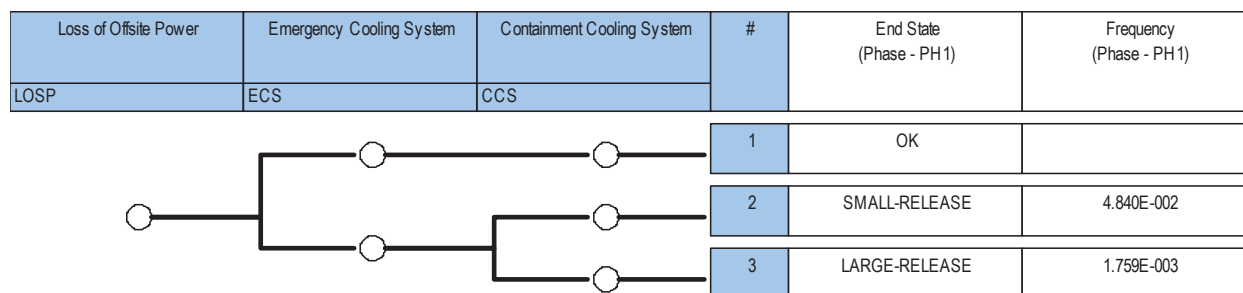 Loss of Offsite Power Emergency Cooling System Containment Cooling System # End State Frequency
(Phase - PH1) (Phase - PH1)
LOSP ECS CCS
1 OK
2 SMALL-RELEASE 4.840E-002
3 LARGE-RELEASE 1.759E-003